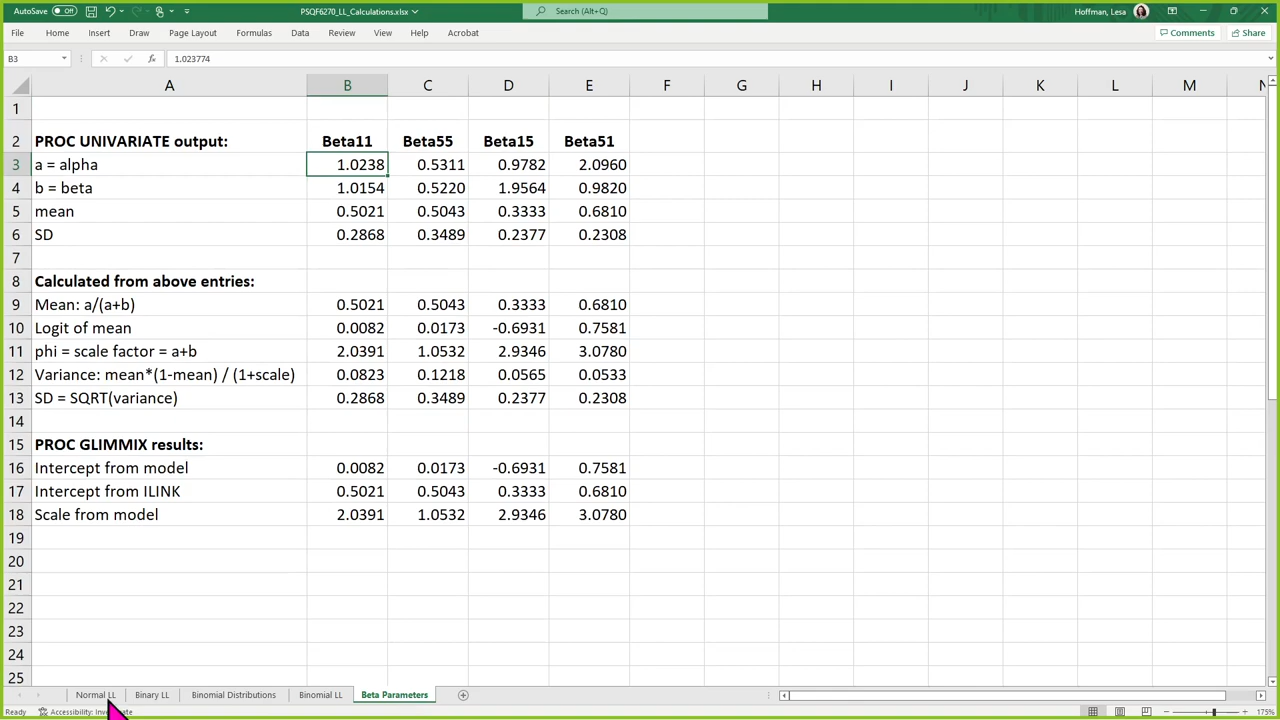 AutoSave Off PSQF6270_LL_Calculations.xlsx Search (Alt+Q) Hoffman, Lesa
File Home Insert Draw Page Layout Formulas Data Review View Help Acrobat Comments Share
B3 fx 1.023774
A B C D E F G H I J K L M N
1
2 PROC UNIVARIATE output: Beta11 Beta55 Beta15 Beta51
3 a = alpha 1.0238 0.5311 0.9782 2.0960
4 b = beta 1.0154 0.5220 1.9564 0.9820
5 mean 0.5021 0.5043 0.3333 0.6810
6 SD 0.2868 0.3489 0.2377 0.2308
7
8 Calculated from above entries:
9 Mean: a/(a+b) 0.5021 0.5043 0.3333 0.6810
10 Logit of mean 0.0082 0.0173 -0.6931 0.7581
11 phi = scale factor = a+b 2.0391 1.0532 2.9346 3.0780
12 Variance: mean*(1-mean) / (1+scale) 0.0823 0.1218 0.0565 0.0533
13 SD = SQRT(variance) 0.2868 0.3489 0.2377 0.2308
14
15 PROC GLIMMIX results:
16 Intercept from model 0.0082 0.0173 -0.6931 0.7581
17 Intercept from ILINK 0.5021 0.5043 0.3333 0.6810
18 Scale from model 2.0391 1.0532 2.9346 3.0780
19
20
21
22
23
24
25
Normal LL Binary LL Binomial Distributions Binomial LL Beta Parameters
Ready Accessibility: 175%